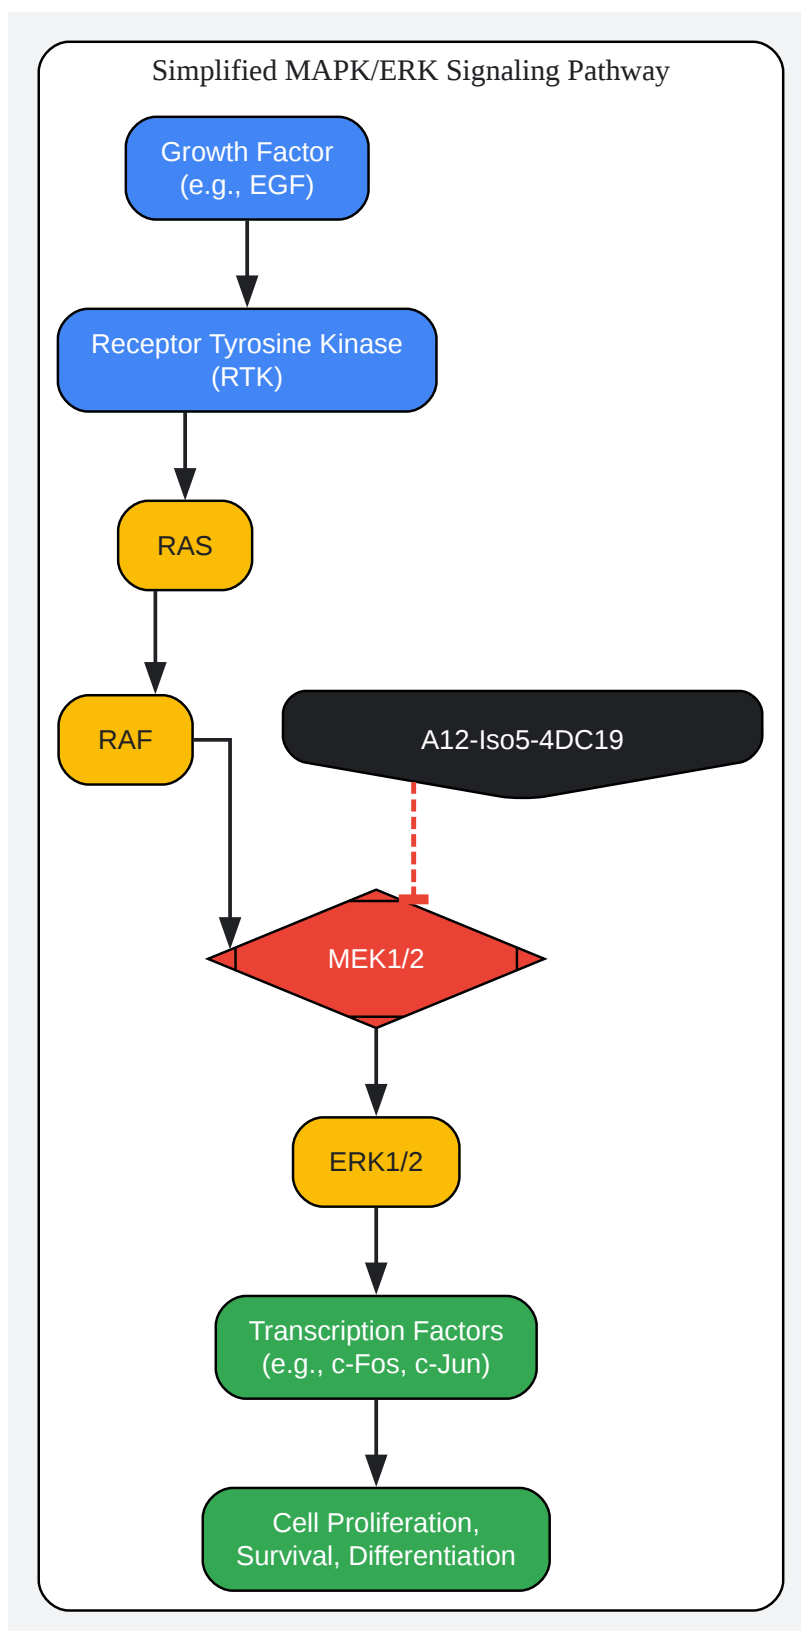 Simplified MAPK/ERK Signaling Pathway
Growth Factor
(e.g., EGF)
Receptor Tyrosine Kinase
(RTK)
RAS
RAF
A12-Iso5-4DC19
MEK1/2
ERK1/2
Transcription Factors
(e.g., c-Fos, c-Jun)
Cell Proliferation,
Survival, Differentiation